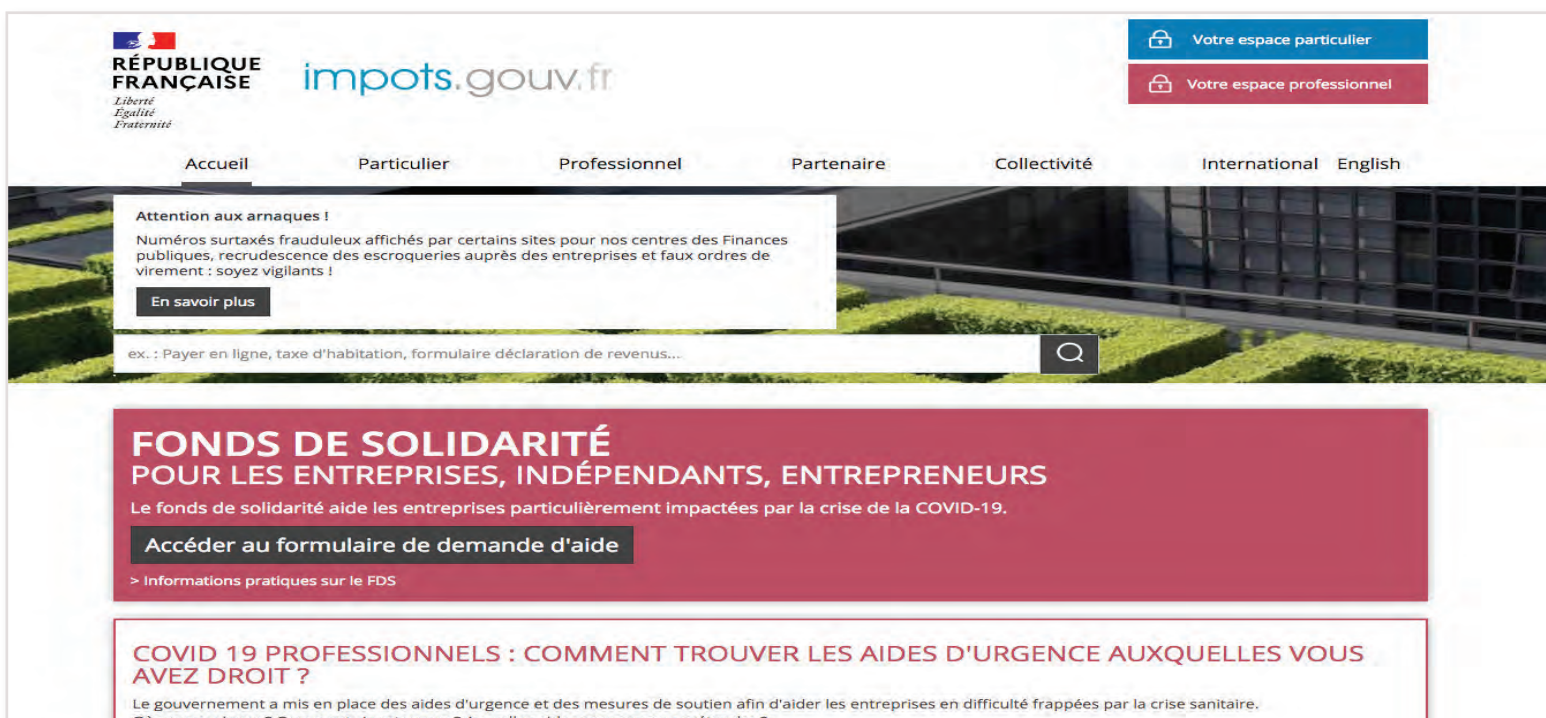 RÉPUBLIQUE
FRANÇAISE
Liberté
Égalité
Fraternité
impots.gouv.fr
Votre espace particulier
Votre espace professionnel
Accueil Particulier Professionnel Partenaire Collectivité International English
Attention aux arnaques !
Numéros surtaxés frauduleux affichés par certains sites pour nos centres des Finances
publiques, recrudescence des escroqueries auprès des entreprises et faux ordres de
virement : soyez vigilants !
En savoir plus
ex. : Payer en ligne, taxe d'habitation, formulaire déclaration de revenus...
FONDS DE SOLIDARITÉ
POUR LES ENTREPRISES, INDÉPENDANTS, ENTREPRENEURS
Le fonds de solidarité aide les entreprises particulièrement impactées par la crise de la COVID-19.
Accéder au formulaire de demande d'aide
> Informations pratiques sur le FDS
COVID 19 PROFESSIONNELS : COMMENT TROUVER LES AIDES D'URGENCE AUXQUELLES VOUS
AVEZ DROIT ?
Le gouvernement a mis en place des aides d'urgence et des mesures de soutien afin d'aider les entreprises en difficulté frappées par la crise sanitaire.